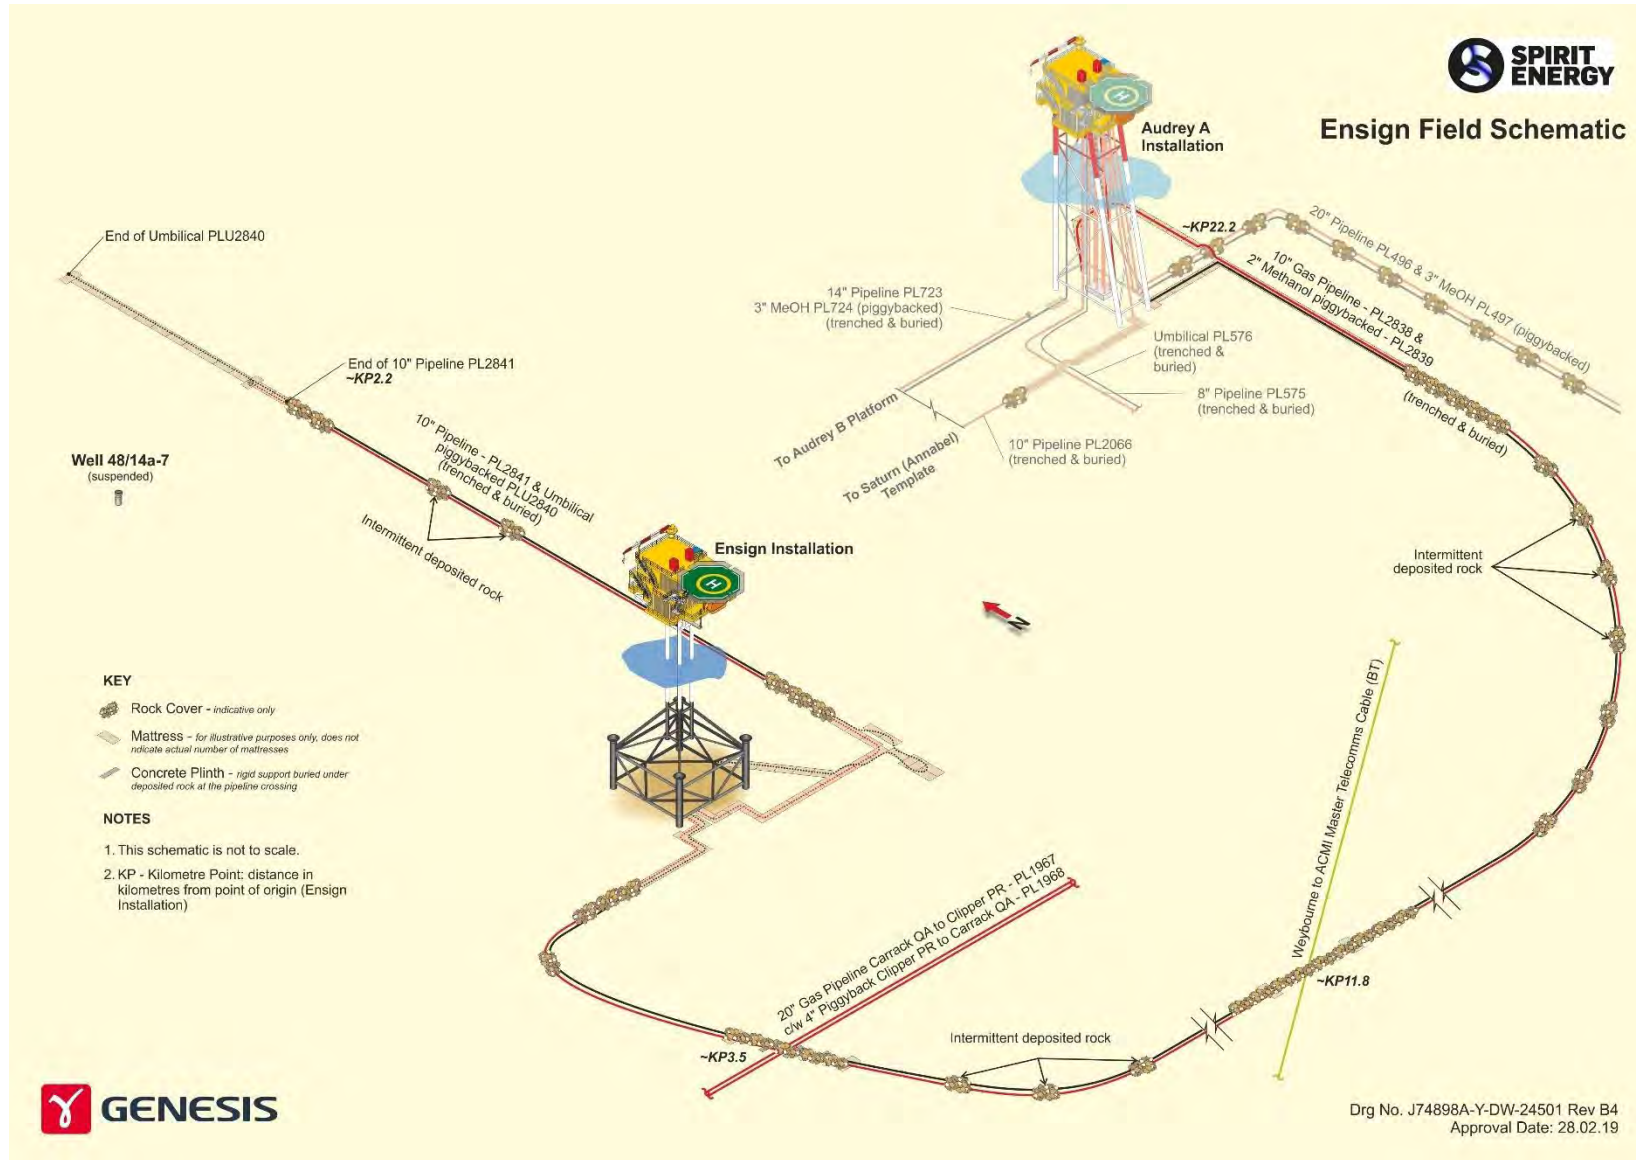 SPIRIT
ENERGY
Ensign Field Schematic
Audrey A
Installation
~KP22.2
20" Pipeline PL496 & 3" MeOH PL497 (piggybacked)
10" Gas Pipeline - PL2838 &
2" Methanol piggybacked - PL2839
(trenched & buried)
End of Umbilical PLU2840
14" Pipeline PL723
3" MeOH PL724 (piggybacked)
(trenched & buried)
Umbilical PL576
(trenched &
buried)
8" Pipeline PL575
(trenched & buried)
To Audrey B Platform
To Saturn (Annabel)
Template
10" Pipeline PL2066
(trenched & buried)
End of 10" Pipeline PL2841
~KP2.2
10" Pipeline - PL2841 & Umbilical
piggybacked PLU2840
(trenched & buried)
Well 48/14a-7
(suspended)
Intermittent deposited rock
Ensign Installation
H
H
N
Intermittent
deposited rock
Weybourne to ACMI Master Telecomms Cable (BT)
~KP11.8
KEY
Rock Cover - indicative only
Mattress - for illustrative purposes only, does not
ndicate actual number of mattresses
Concrete Plinth - rigid support buried under
deposited rock at the pipeline crossing
NOTES
1. This schematic is not to scale.
2. KP - Kilometre Point: distance in
kilometres from point of origin (Ensign
Installation)
20" Gas Pipeline Carrack QA to Clipper PR - PL1967
c/w 4" Piggyback Clipper PR to Carrack QA - PL1968
~KP3.5
Intermittent deposited rock
GENESIS
Drg No. J74898A-Y-DW-24501 Rev B4
Approval Date: 28.02.19